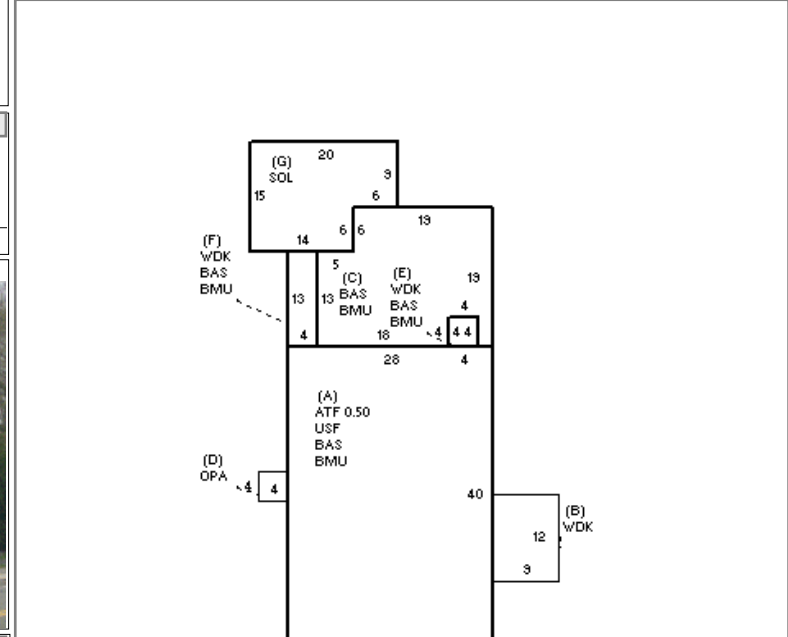 20
(G)
SOL
9
15
6
19
6 6
14
(F)
WDK
BAS
BMU
5
(C)
BAS
BMU
(E)
WDK
BAS
BMU
19
13
13
4
4
18
4
4 4
28
4
(A)
ATF 0.50
USF
BAS
BMU
(D)
OPA
4
4
40
(B)
WDK
12
9